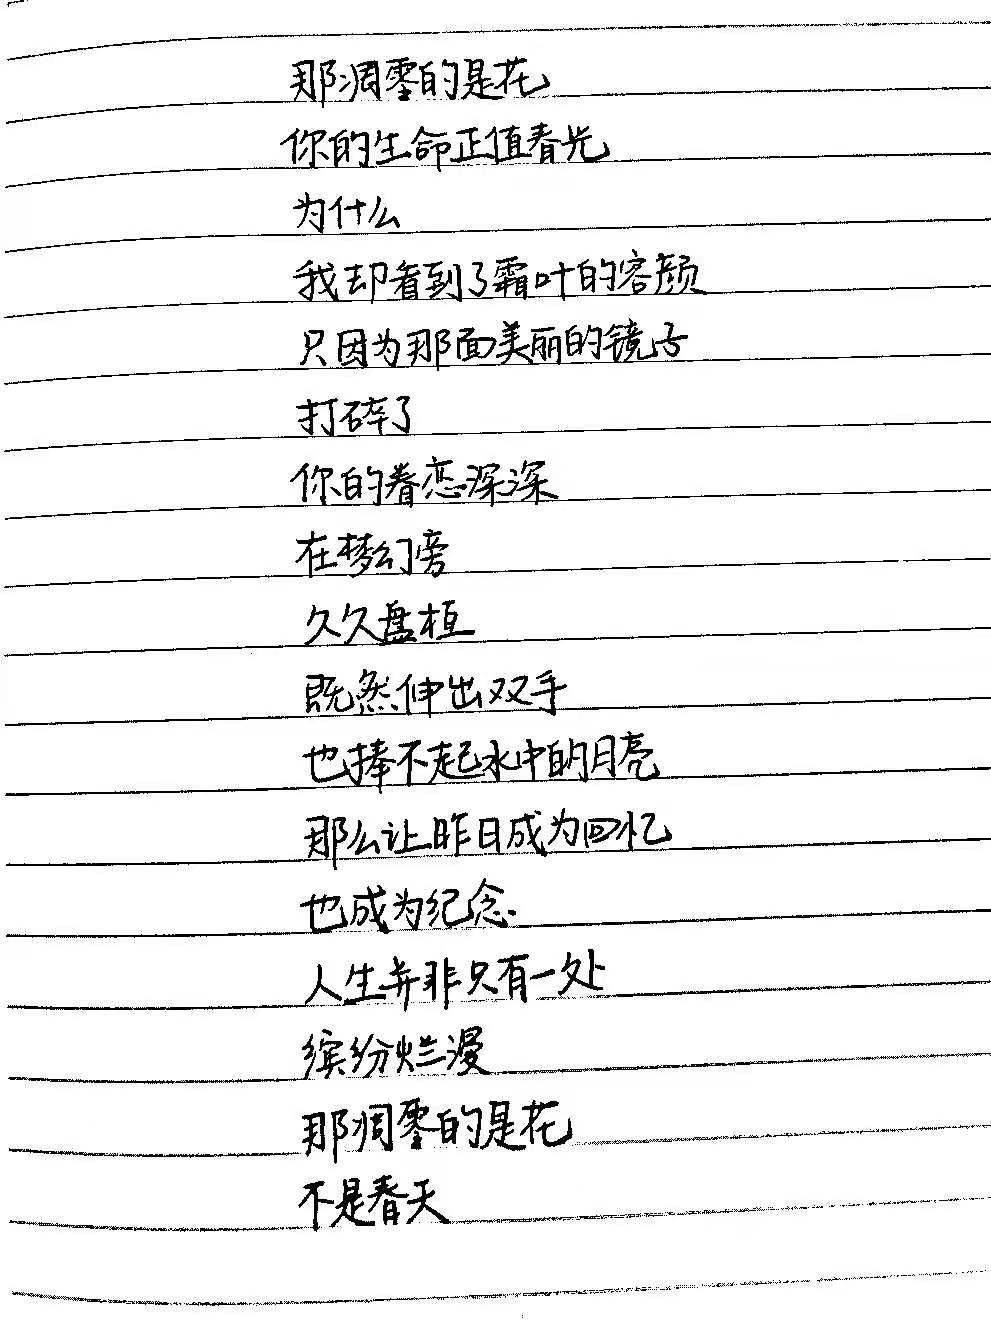 那凋零的是花
你的生命正值春光
为什么
我却看到了霜叶的容颜
只因为那面美丽的镜子
打碎了
你的眷恋深深
在梦幻旁
久久盘桓
既然伸出双手
也捧不起水中的月亮
那么让昨日成为回忆
也成为纪念.
人生并非只有一处
缤纷烂漫
那凋零的是花
不是春天